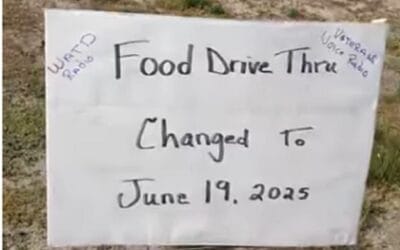 WATD
Radio
VETERANS
Voice Radio
Food Drive Thru
Changed To
June 19, 2025